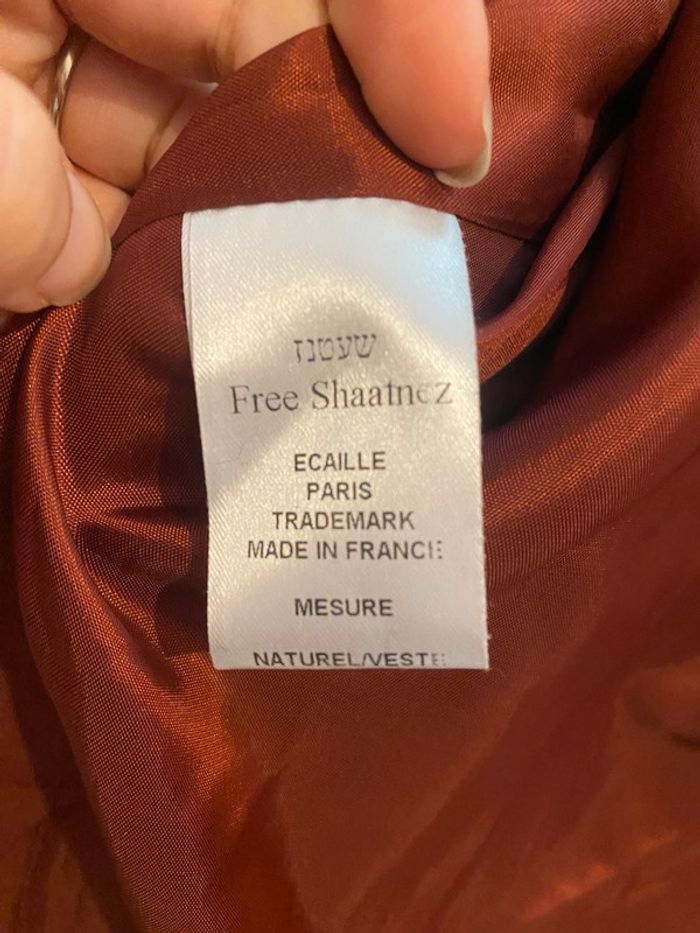 שעטנז
Free Shaatnez
ECAILLE
PARIS
TRADEMARK
MADE IN FRANCE
MESURE
NATUREL/VESTE